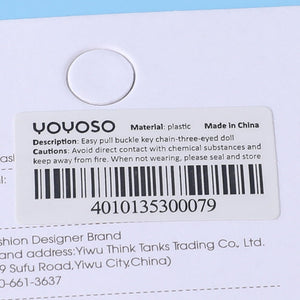 YOYOSO Material: plastic Made in China
Description: Easy pull buckle key chain-three-eyed doll
Cautions: Avoid direct contact with chemical substances and
keep away from fire. When not wearing, please seal and store
4010135300079
shion Designer Brand
and address:Yiwu Think Tanks Trading Co., Ltd
9 Sufu Road, Yiwu City,China)
0-661-3637